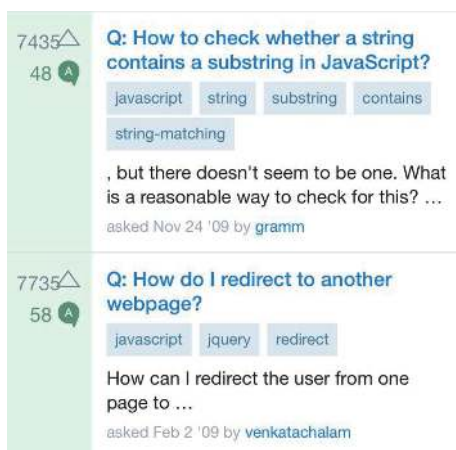 7435
Q: How to check whether a string
contains a substring in JavaScript?
48 A
javascript string substring contains
string-matching
, but there doesn't seem to be one. What
is a reasonable way to check for this? ...
asked Nov 24 '09 by gramm
7735
Q: How do I redirect to another
webpage?
58 A
javascript jquery redirect
How can I redirect the user from one
page to ...
asked Feb 2 '09 by venkatachalam